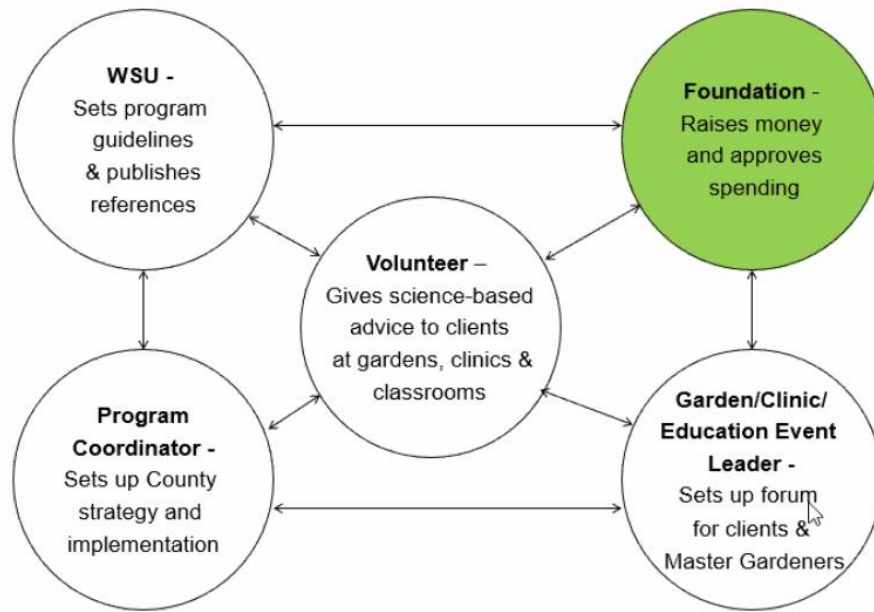 WSU -
Sets program
guidelines
& publishes
references
Foundation -
Raises money
and approves
spending
Volunteer –
Gives science-based
advice to clients
at gardens, clinics &
classrooms
Program
Coordinator -
Sets up County
strategy and
implementation
Garden/Clinic/
Education Event
Leader -
Sets up forum
for clients &
Master Gardeners